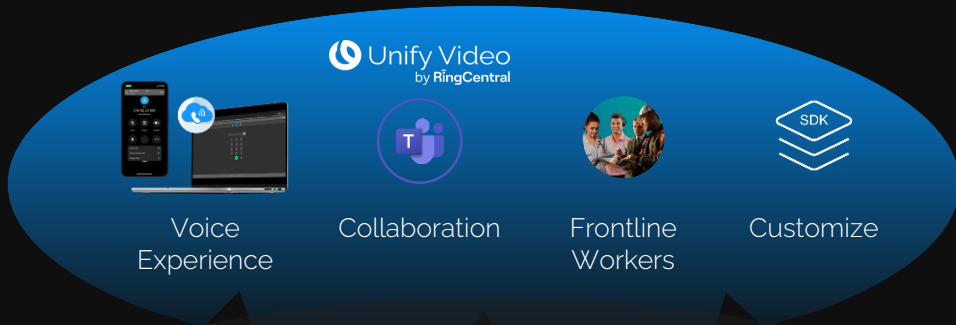 Unify Video
by RingCentral
T
SDK
Voice
Experience
Collaboration
Frontline
Workers
Customize